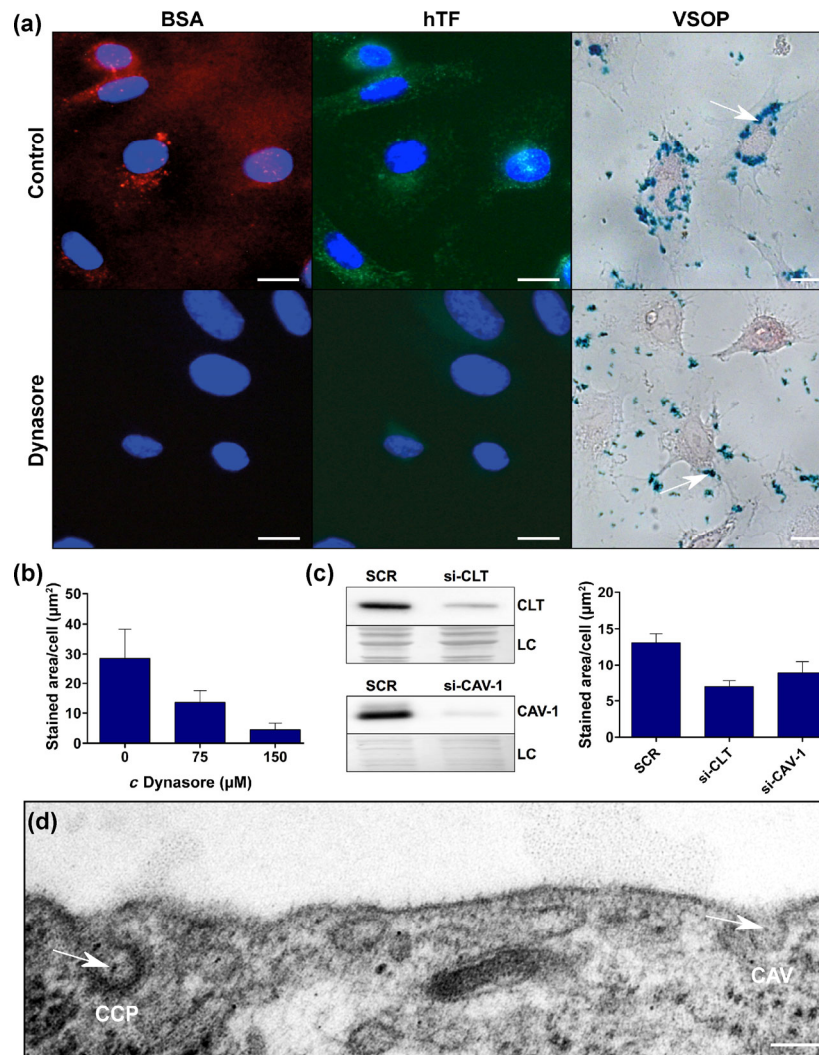 (a)
BSA hTF VSOP
Control
Dynasore
(b)
Stained area/cell (µm²)
50
40
30
20
10
0
0 75 150
c Dynasore (µM)
(c)
SCR si-CLT
CLT
LC
SCR si-CAV-1
CAV-1
LC
Stained area/cell (µm²)
20
15
10
5
0
SCR si-CLT si-CAV-1
(d)
CCP CAV